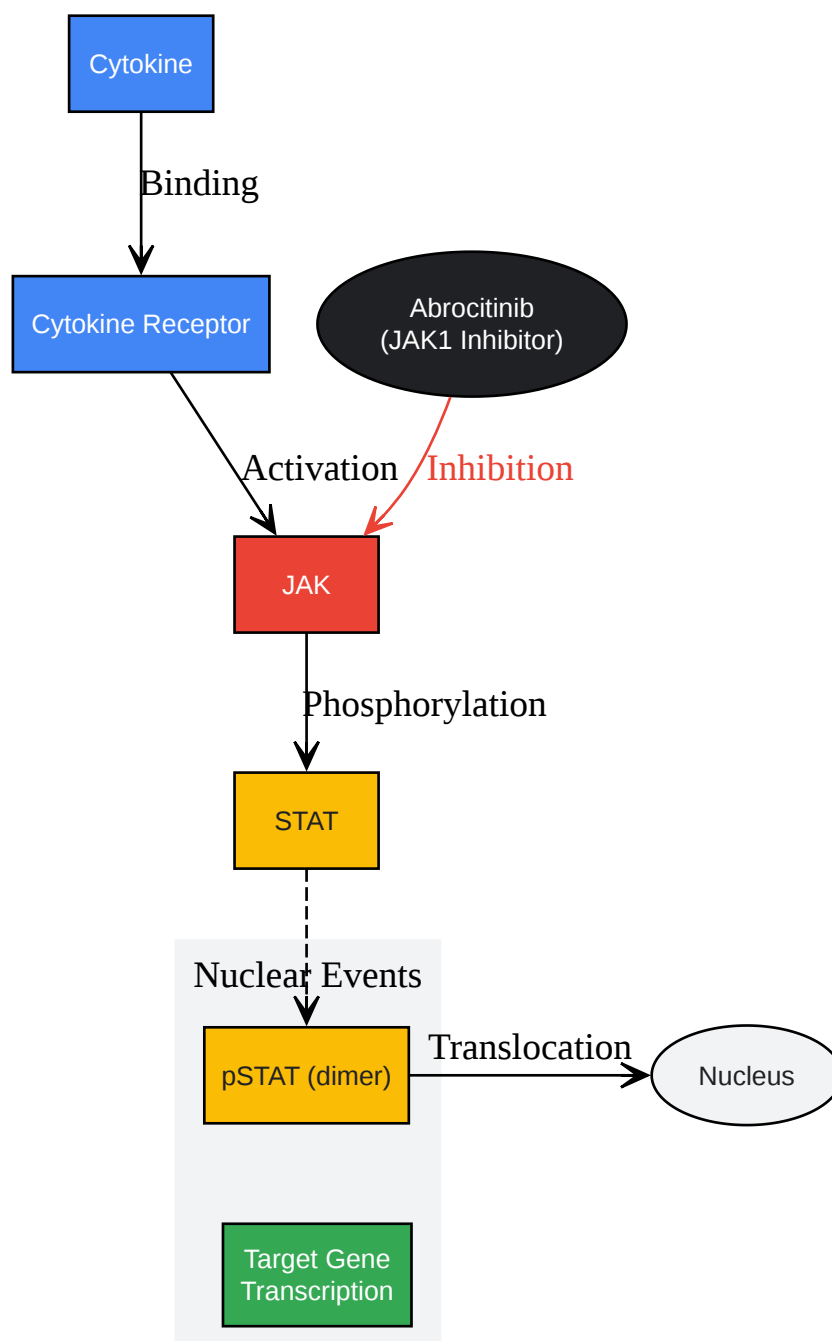 Cytokine
Binding
Cytokine Receptor
Abrocitinib
(JAK1 Inhibitor)
Activation
Inhibition
JAK
Phosphorylation
STAT
Nuclear Events
pSTAT (dimer)
Translocation
Nucleus
Target Gene
Transcription